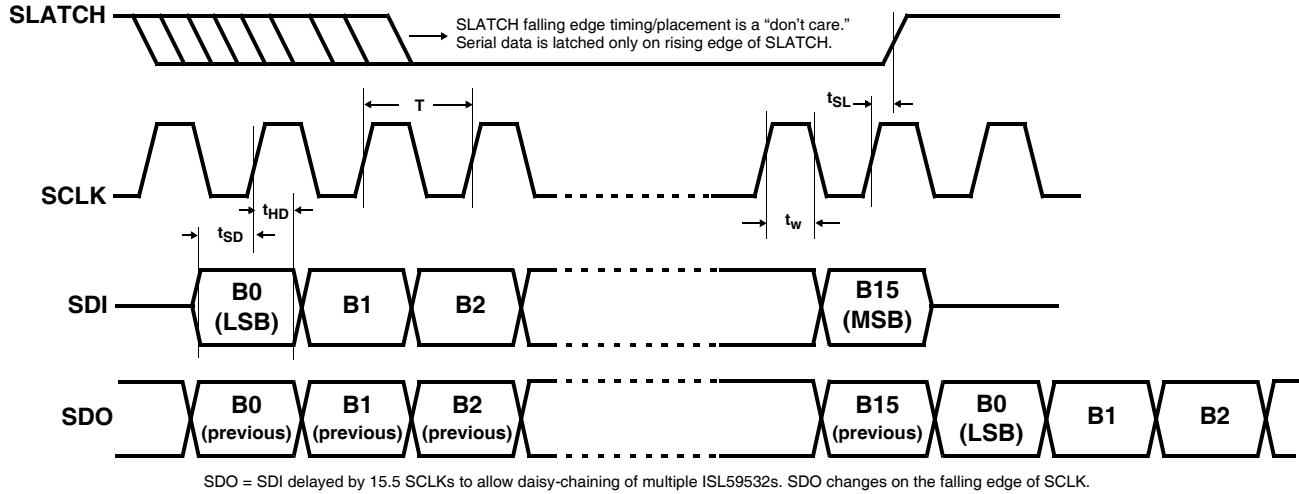 SLATCH
SLATCH falling edge timing/placement is a “don't care.”
Serial data is latched only on rising edge of SLATCH.
T
tSL
SCLK
tHD
tSD
tw
SDI
B0
(LSB)
B1
B2
B15
(MSB)
SDO
B0
(previous)
B1
(previous)
B2
(previous)
B15
(previous)
B0
(LSB)
B1
B2
SDO = SDI delayed by 15.5 SCLKs to allow daisy-chaining of multiple ISL59532s. SDO changes on the falling edge of SCLK.